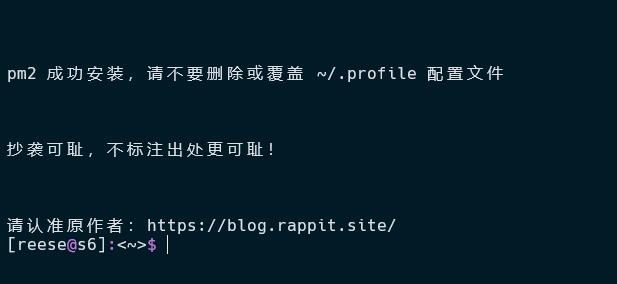 pm2 成功安装，请不要删除或覆盖 ~/.profile 配置文件
抄袭可耻，不标注出处更可耻！
请认准原作者：https://blog.rappit.site/
[reese@s6]:<~>$